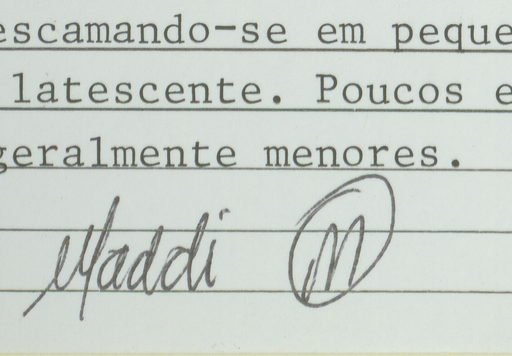 escamando-se em peque
latescente. Poucos e
geralmente menores.
Maddi M